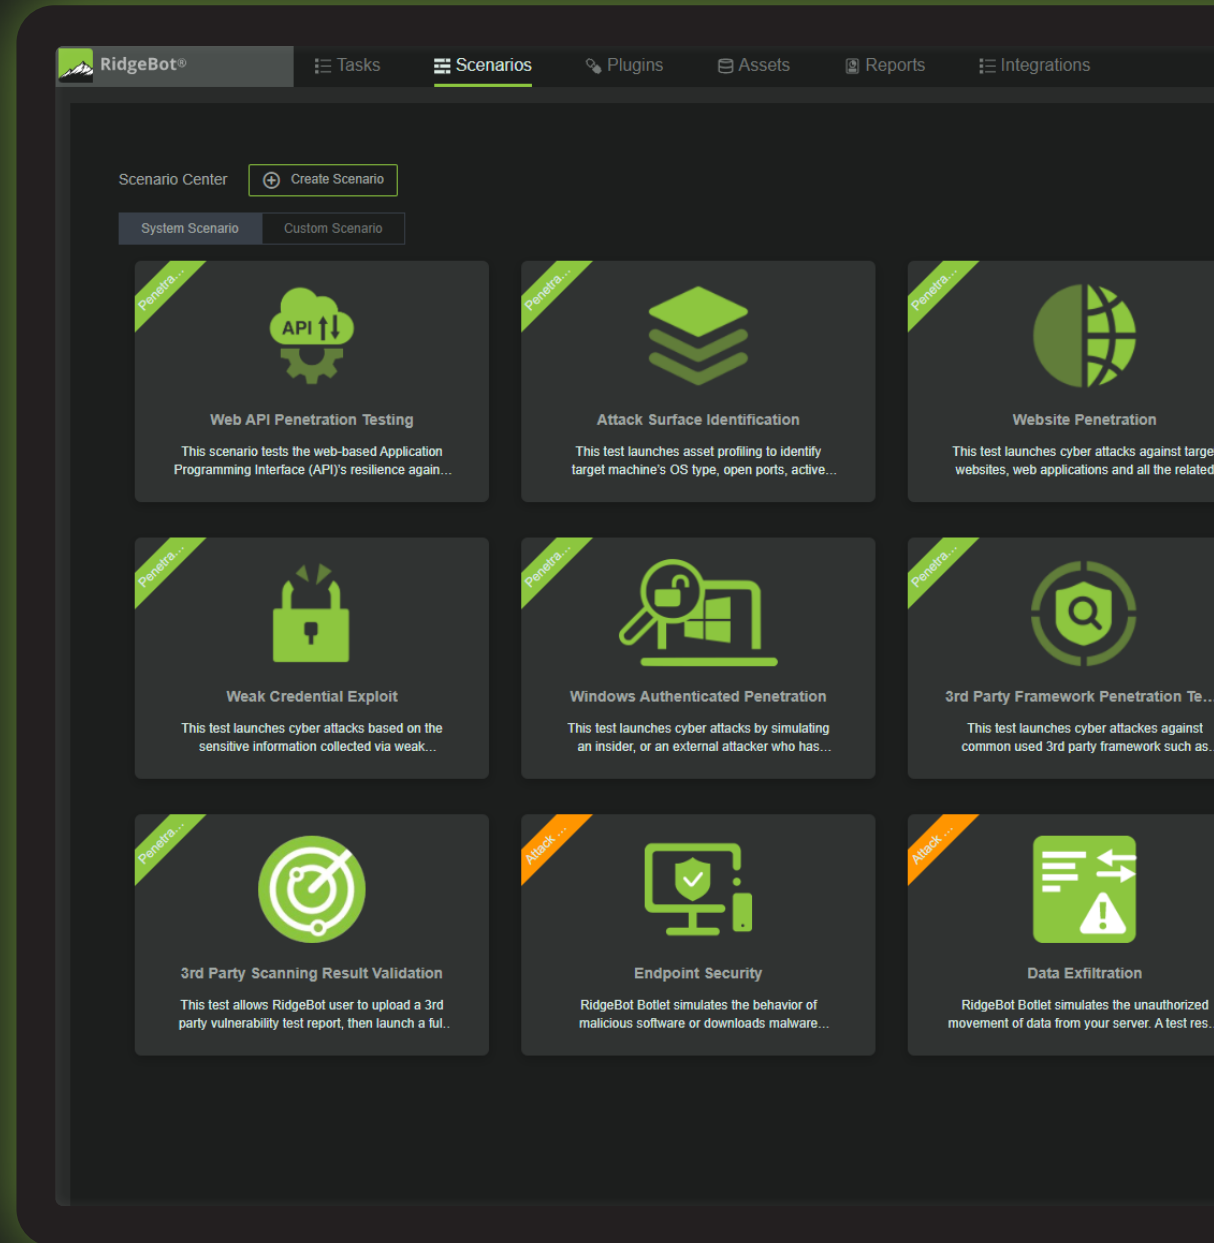 RidgeBot®
Tasks
Scenarios
Plugins
Assets
Reports
Integrations
Scenario Center
Create Scenario
System Scenario
Custom Scenario
Penetra...
API
Web API Penetration Testing
This scenario tests the web-based Application
Programming Interface (API)'s resilience again...
Penetra...
Attack Surface Identification
This test launches asset profiling to identify
target machine's OS type, open ports, active...
Penetra...
Website Penetration
This test launches cyber attacks against targe
websites, web applications and all the related
Penetra...
Weak Credential Exploit
This test launches cyber attacks based on the
sensitive information collected via weak...
Penetra...
Windows Authenticated Penetration
This test launches cyber attacks by simulating
an insider, or an external attacker who has...
Penetra...
3rd Party Framework Penetration Te...
This test launches cyber attackes against
common used 3rd party framework such as..
Penetra...
3rd Party Scanning Result Validation
This test allows RidgeBot user to upload a 3rd
party vulnerability test report, then launch a ful..
Attack ...
Endpoint Security
RidgeBot Botlet simulates the behavior of
malicious software or downloads malware...
Attack ...
Data Exfiltration
RidgeBot Botlet simulates the unauthorized
movement of data from your server. A test res...